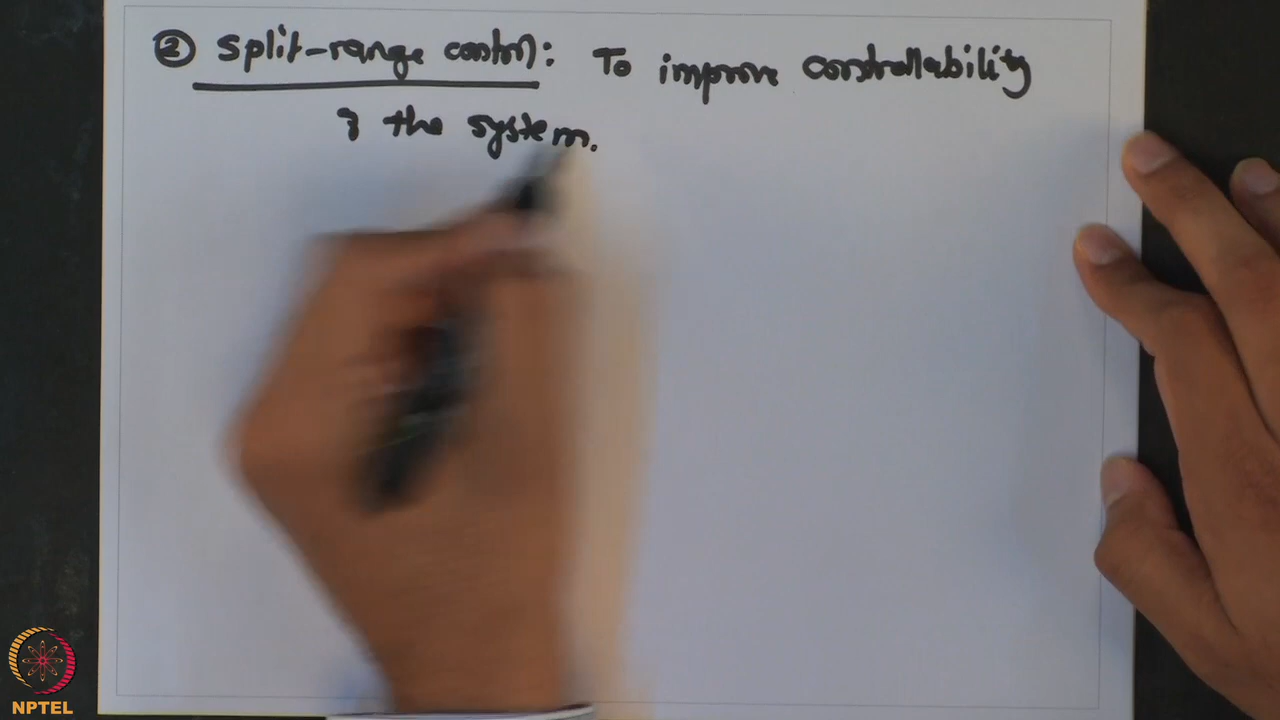 ② Split-range control: To improve controllability
of the system.
NPTEL